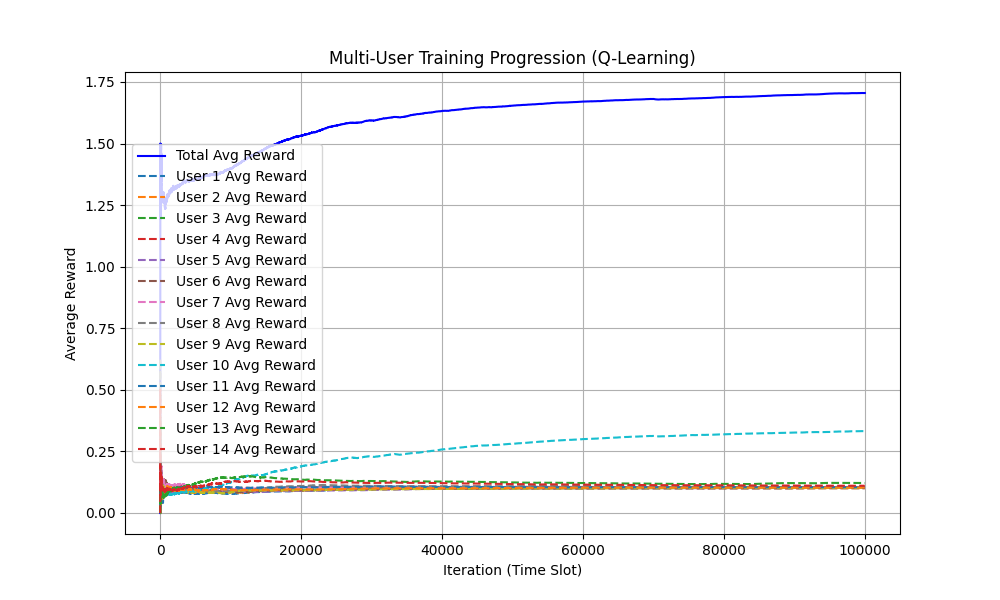 Multi-User Training Progression (Q-Learning)
Average Reward
1.75
1.50
1.25
1.00
0.75
0.50
0.25
0.00
Total Avg Reward
User 1 Avg Reward
User 2 Avg Reward
User 3 Avg Reward
User 4 Avg Reward
User 5 Avg Reward
User 6 Avg Reward
User 7 Avg Reward
User 8 Avg Reward
User 9 Avg Reward
User 10 Avg Reward
User 11 Avg Reward
User 12 Avg Reward
User 13 Avg Reward
User 14 Avg Reward
0 20000 40000 60000 80000 100000
Iteration (Time Slot)